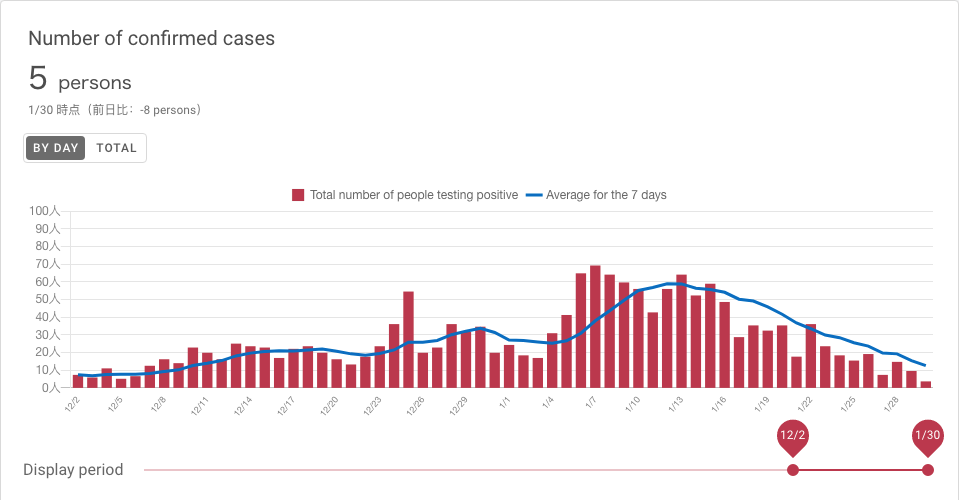 Number of confirmed cases
5 persons
1/30 時点（前日比：-8 persons）
BY DAY TOTAL
Total number of people testing positive Average for the 7 days
100人
90人
80人
70人
60人
50人
40人
30人
20人
10人
0人
12/2 12/5 12/8 12/11 12/14 12/17 12/20 12/23 12/26 12/29 1/1 1/4 1/7 1/10 1/13 1/16 1/19 1/22 1/25 1/28
12/2 1/30
Display period